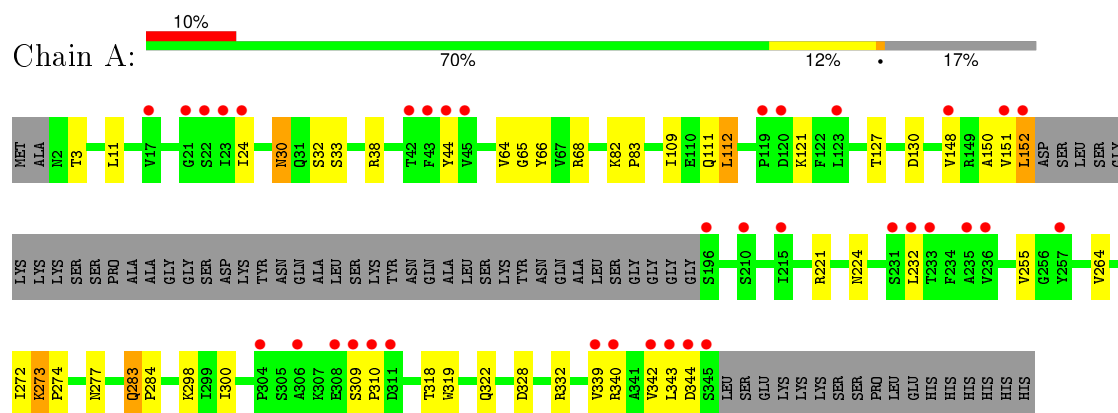 10%
Chain A:
70% 12% • 17%
MET ALA N2 T3 L11 V17 G21 S22 I23 I24 N30 Q31 S32 S33 R38 T42 F43 Y44 V45 V64 G65 Y66 V67 R68 K82 P83 I109 E110 Q111 L112 P119 D120 K121 F122 L123 T127 D130 V148 R149 A150 V151 L152 ASP SER LEU SER GLY
LYS LYS LYS SER SER PRO ALA ALA GLY GLY SER ASP LYS TYR ASN GLN ALA LEU SER LYS TYR ASN GLN ALA LEU SER LYS TYR ASN GLN ALA LEU SER GLY GLY GLY GLY S196 S210 I215 R221 N224 S231 L232 T233 F234 A235 V236 V255 G256 Y257 V264
I272 K273 P274 N277 Q283 P284 K298 I299 I300 P304 S305 A306 K307 E308 S309 P310 D311 T318 W319 Q322 D328 R332 V339 R340 A341 V342 L343 D344 S345 LEU SER GLU LYS LYS LYS SER SER PRO LEU GLU HIS HIS HIS HIS HIS HIS